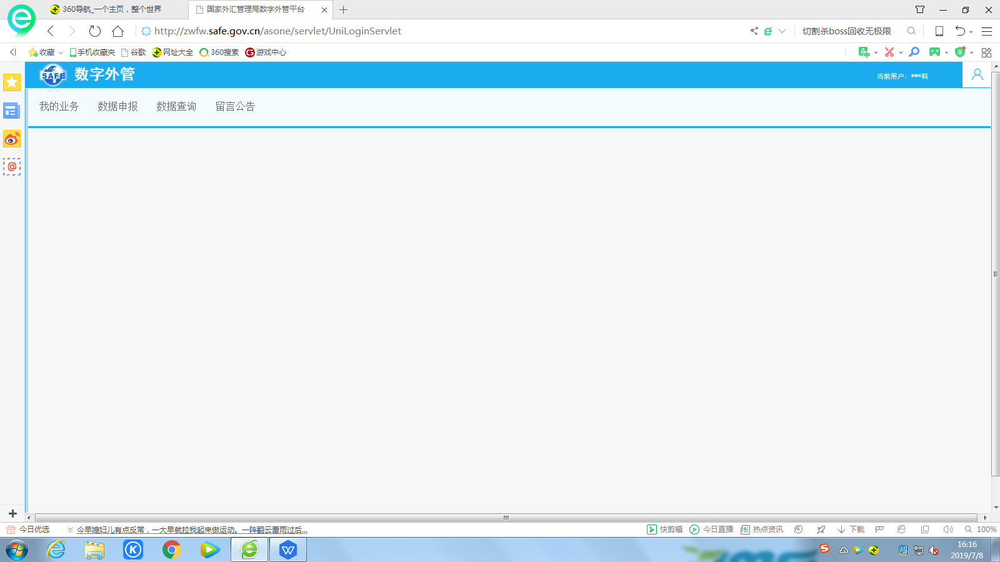 360导航_一个主页，整个世界
国家外汇管理局数字外管平台
http://zwfw.safe.gov.cn/asone/servlet/UniLoginServlet
切割杀boss回收无极限
收藏 手机收藏夹 谷歌 网址大全 360搜索 游戏中心
SAFE 数字外管
当前用户：***科
我的业务 数据申报 数据查询 留言公告
今日优选 今早媳妇儿有点反常，一大早就拉我起来做运动。一阵翻云覆雨过后...
快剪辑 今日直播 热点资讯 下载 100%
16:16
2019/7/8